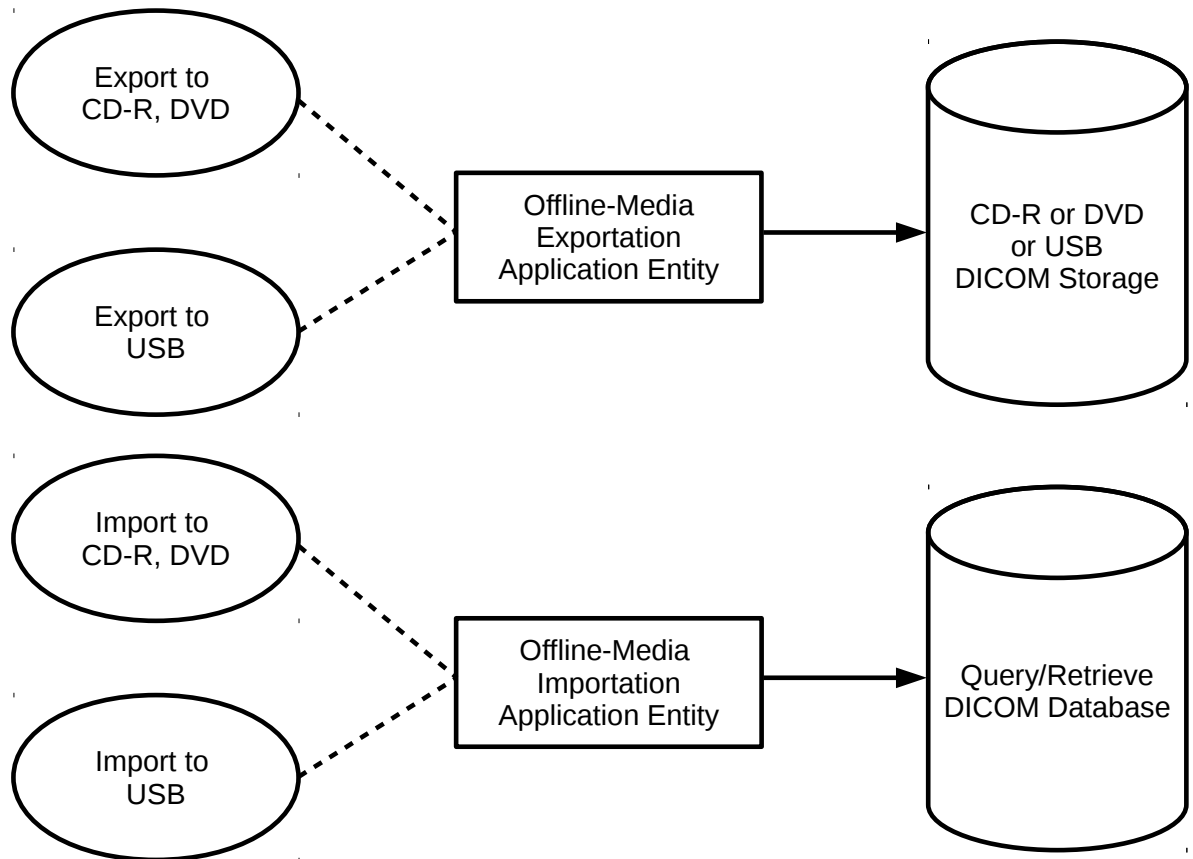 Export to
CD-R, DVD
Export to
USB
Offline-Media
Exportation
Application Entity
CD-R or DVD
or USB
DICOM Storage
Import to
CD-R, DVD
Import to
USB
Offline-Media
Importation
Application Entity
Query/Retrieve
DICOM Database